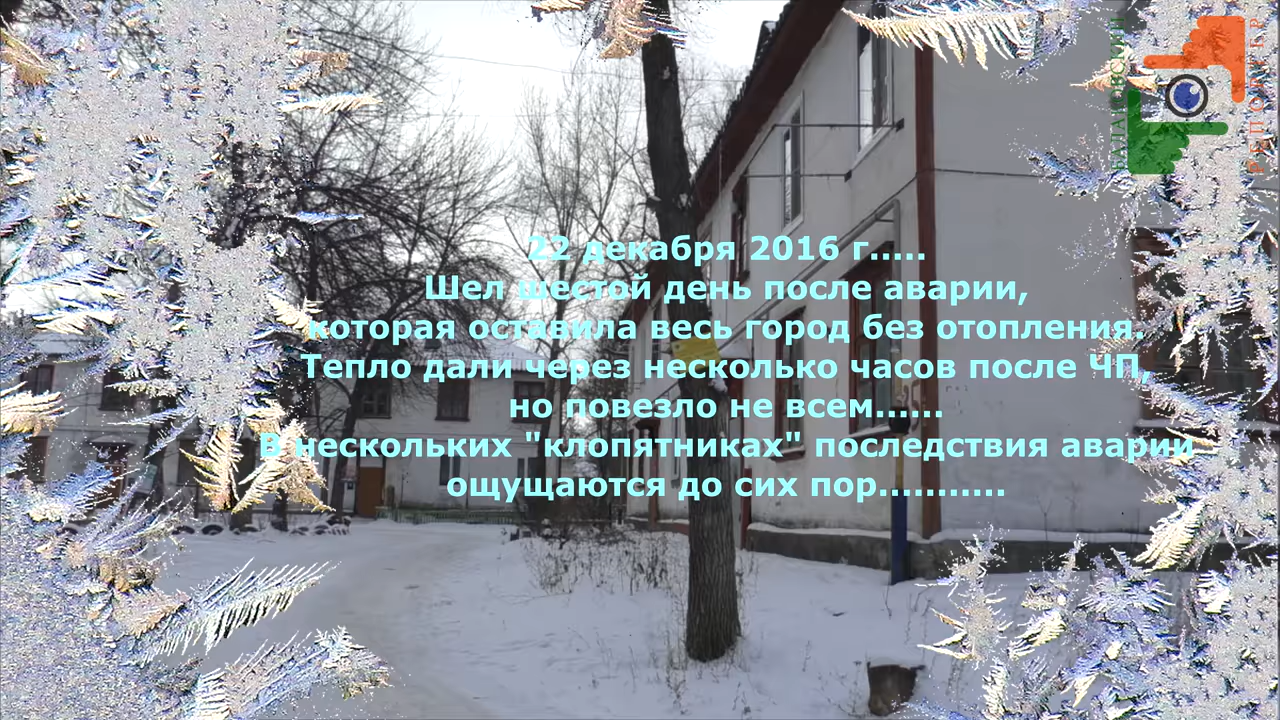 22 декабря 2016 г.....
Шел шестой день после аварии,
которая оставила весь город без отопления.
Тепло дали через несколько часов после ЧП,
но повезло не всем......
В нескольких "клопятниках" последствия аварии
ощущаются до сих пор...........
РЕПОРТЕР